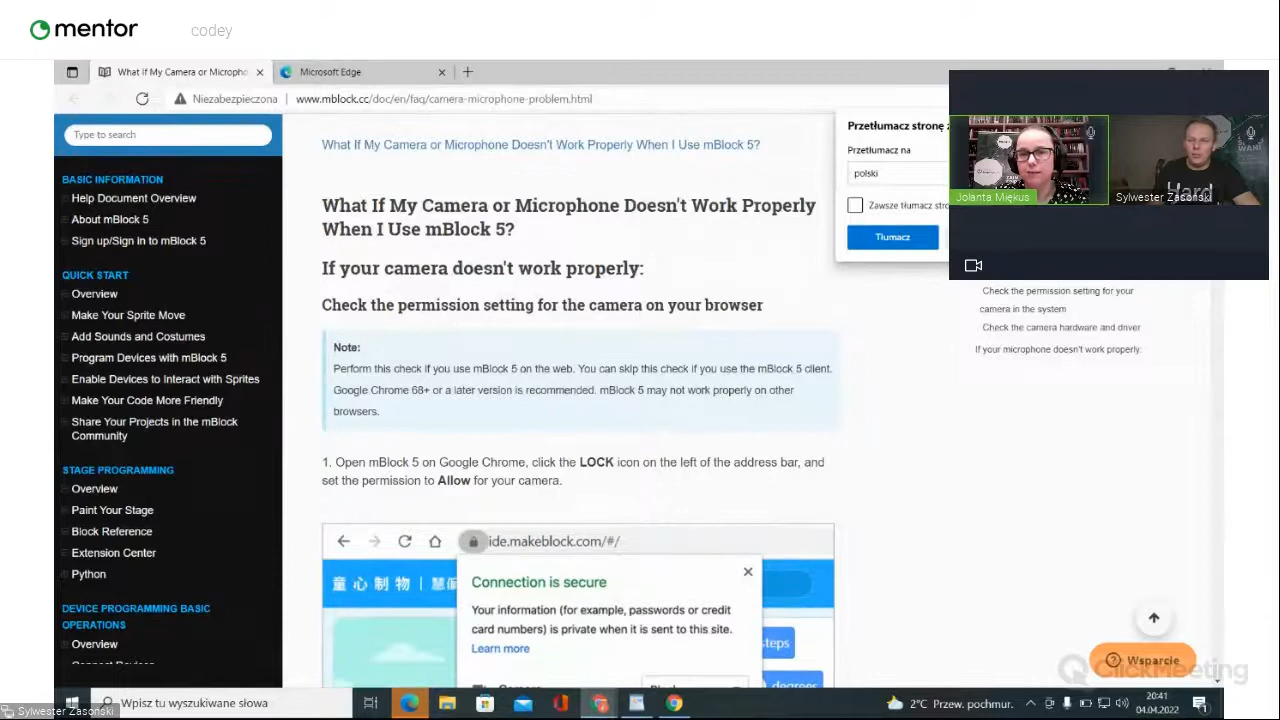 mentor
codey
What If My Camera or Micropho
Microsoft Edge
Niezabezpieczona
www.mblock.cc/doc/en/faq/camera-microphone-problem.html
Type to search
BASIC INFORMATION
Help Document Overview
About mBlock 5
Sign up/Sign in to mBlock 5
QUICK START
Overview
Make Your Sprite Move
Add Sounds and Costumes
Program Devices with mBlock 5
Enable Devices to Interact with Sprites
Make Your Code More Friendly
Share Your Projects in the mBlock
Community
STAGE PROGRAMMING
Overview
Paint Your Stage
Block Reference
Extension Center
Python
DEVICE PROGRAMMING BASIC
OPERATIONS
Overview
What If My Camera or Microphone Doesn't Work Properly When I Use mBlock 5?
What If My Camera or Microphone Doesn't Work Properly
When I Use mBlock 5?
If your camera doesn't work properly:
Check the permission setting for the camera on your browser
Note:
Perform this check if you use mBlock 5 on the web. You can skip this check if you use the mBlock 5 client.
Google Chrome 68+ or a later version is recommended. mBlock 5 may not work properly on other
browsers.
1. Open mBlock 5 on Google Chrome, click the LOCK icon on the left of the address bar, and
set the permission to Allow for your camera.
ide.makeblock.com/#/
童心制物
Connection is secure
Your information (for example, passwords or credit
card numbers) is private when it is sent to this site.
Learn more
Przetłumacz stronę z
Przetłumacz na
polski
Zawsze tłumacz stro
Tłumacz
Jolanta Miękus
Sylwester Zasoński
Hard
Check the permission setting for your
camera in the system
Check the camera hardware and driver
If your microphone doesn't work properly:
Wsparcie
ClickMeeting
Wpisz tu wyszukiwane słowa
2°C Przew. pochmur.
20:41
04.04.2022
Sylwester Zasoński